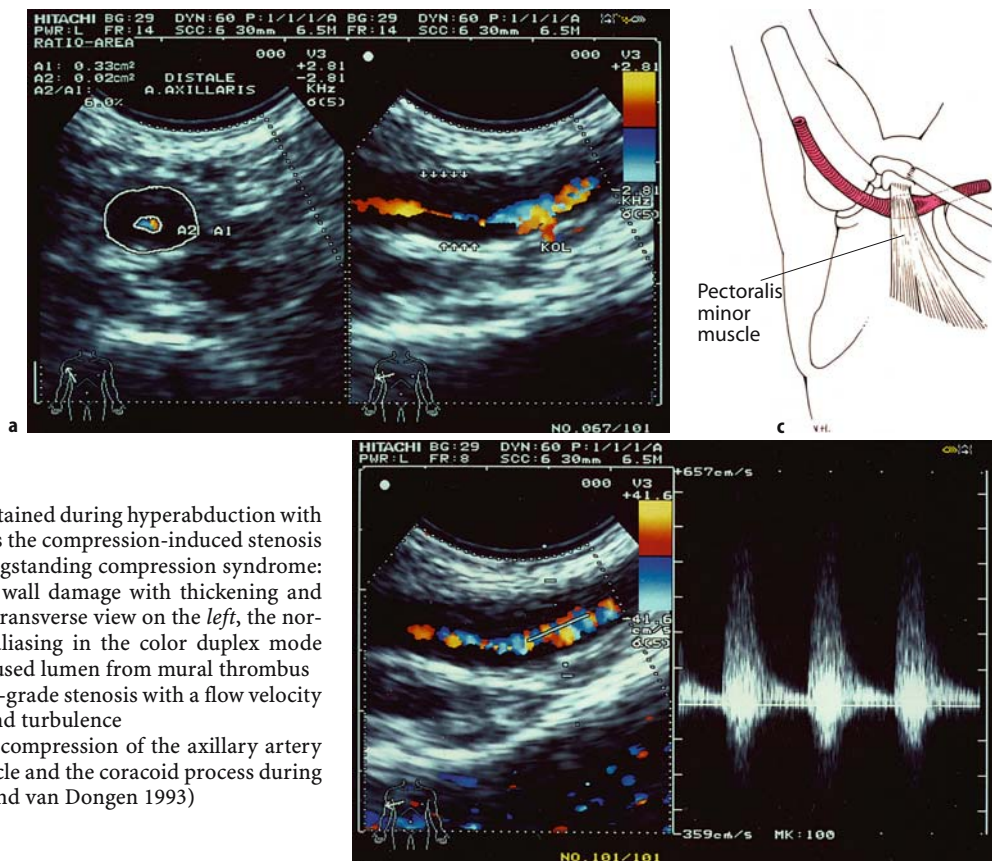 HITACHI BG:29 DYN:60 P:1/1/1/A HITACHI BG:29 DYN:60 P:1/1/1/A
PWR:L FR:14 SCC:6 30mm 6.5M FR:14 SCC:6 30mm 6.5M
RATIO-AREA
000 V3 000 V3
A1: 0.33cm² +2.81 +2.81
A2: 0.02cm² DISTALE -2.81
A2/A1: A.AXILLARIS KHz
6.0% σ(5)
-2.81
KHz
σ(5)
A2 A1
KOL
NO.067/101
a
Pectoralis
minor
muscle
c
HITACHI BG:29 DYN:60 P:1/1/1/A
PWR:L FR:8 SCC:6 30mm 6.5M
000 V3
+41.6
-41.6
cm/s
σ(5)
+657cm/s
-359cm/s MK:100
NO.101/101
tained during hyperabduction with
s the compression-induced stenosis
gstanding compression syndrome:
wall damage with thickening and
ransverse view on the left, the nor-
aliasing in the color duplex mode
used lumen from mural thrombus
-grade stenosis with a flow velocity
nd turbulence
compression of the axillary artery
cle and the coracoid process during
nd van Dongen 1993)